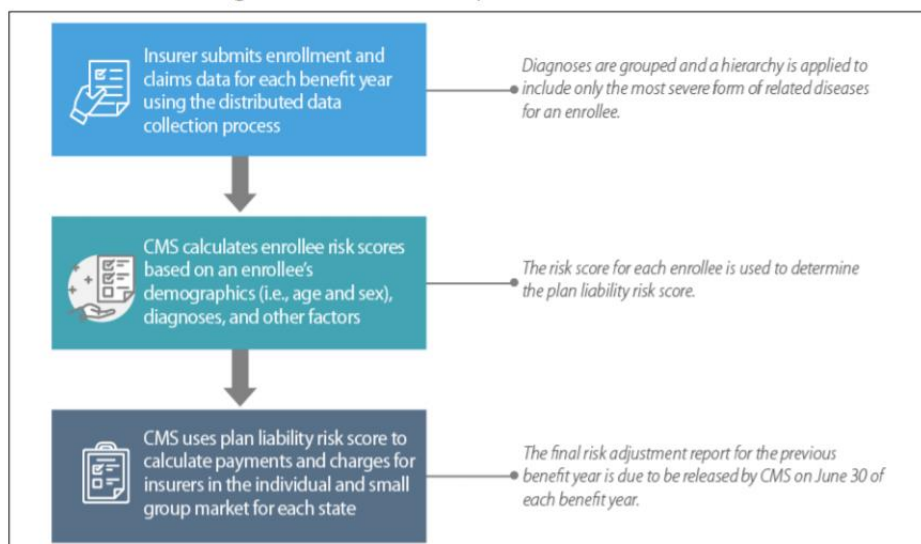 Insurer submits enrollment and
claims data for each benefit year
using the distributed data
collection process
Diagnoses are grouped and a hierarchy is applied to
include only the most severe form of related diseases
for an enrollee.
CMS calculates enrollee risk scores
based on an enrollee's
demographics (i.e., age and sex),
diagnoses, and other factors
The risk score for each enrollee is used to determine
the plan liability risk score.
CMS uses plan liability risk score to
calculate payments and charges for
insurers in the individual and small
group market for each state
The final risk adjustment report for the previous
benefit year is due to be released by CMS on June 30 of
each benefit year.